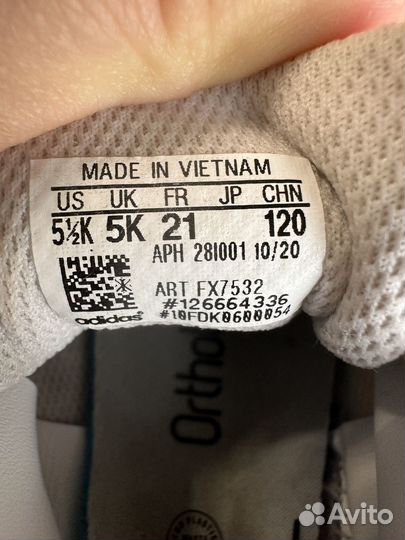 MADE IN VIETNAM
US UK FR JP CHN
5½K 5K 21 120
APH 28I001 10/20
ART FX7532
#126664336
#10FDK0600054
adidas
Ortho
Avito